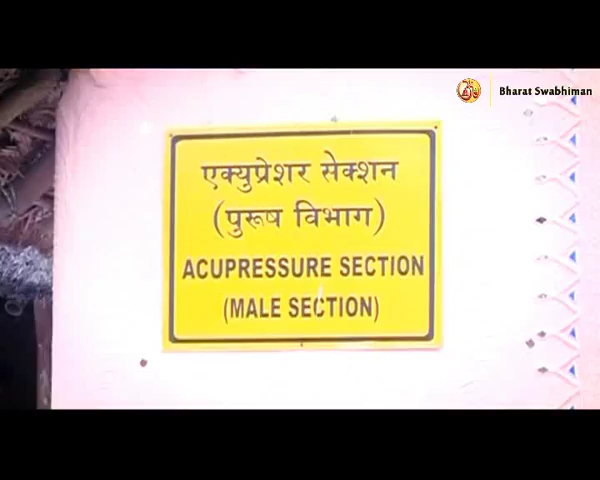 Bharat Swabhiman
एक्युप्रेशर सेक्शन
(पुरूष विभाग)
ACUPRESSURE SECTION
(MALE SECTION)